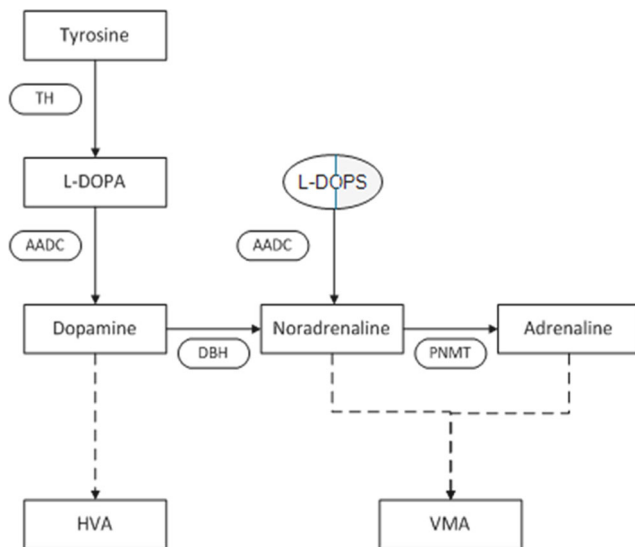 Tyrosine
TH
L-DOPA
L-DOPS
AADC
AADC
Dopamine
Noradrenaline
Adrenaline
DBH
PNMT
HVA
VMA